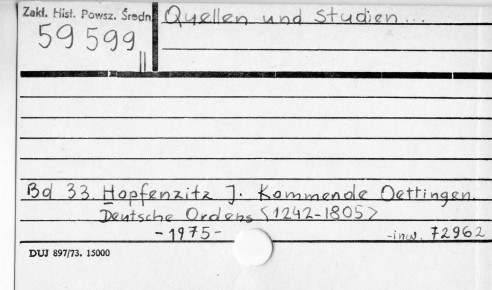 Zakł. Hist. Powsz. Średn. Quellen und Studien...
59 599 II
Bd 33. Hopfenzitz J. Kommende Oettingen.
Deutsche Ordens <1242-1805>
-1975- -inw. 72962
DUJ 897/73. 15000